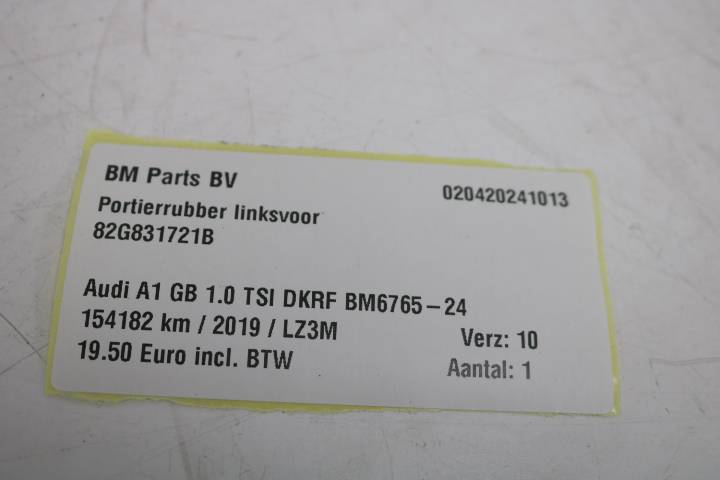 BM Parts BV
020420241013
Portierrubber linksvoor
82G831721B
Audi A1 GB 1.0 TSI DKRF BM6765-24
154182 km / 2019 / LZ3M
Verz: 10
19.50 Euro incl. BTW
Aantal: 1